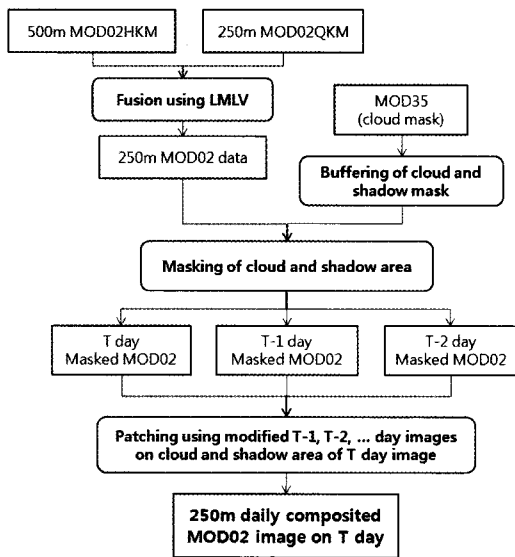 500m MOD02HKM
250m MOD02QKM
Fusion using LMLV
MOD35
(cloud mask)
250m MOD02 data
Buffering of cloud and
shadow mask
Masking of cloud and shadow area
T day
Masked MOD02
T-1 day
Masked MOD02
T-2 day
Masked MOD02
Patching using modified T-1, T-2, ... day images
on cloud and shadow area of T day image
250m daily composited
MOD02 image on T day